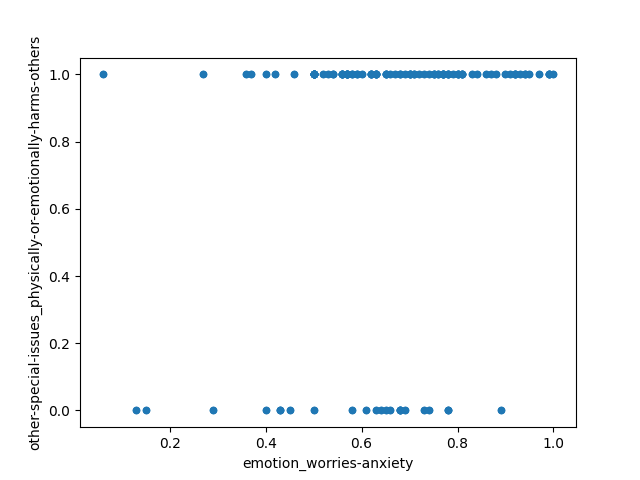 other-special-issues_physically-or-emotionally-harms-others
1.0
0.8
0.6
0.4
0.2
0.0
0.2 0.4 0.6 0.8 1.0
emotion_worries-anxiety